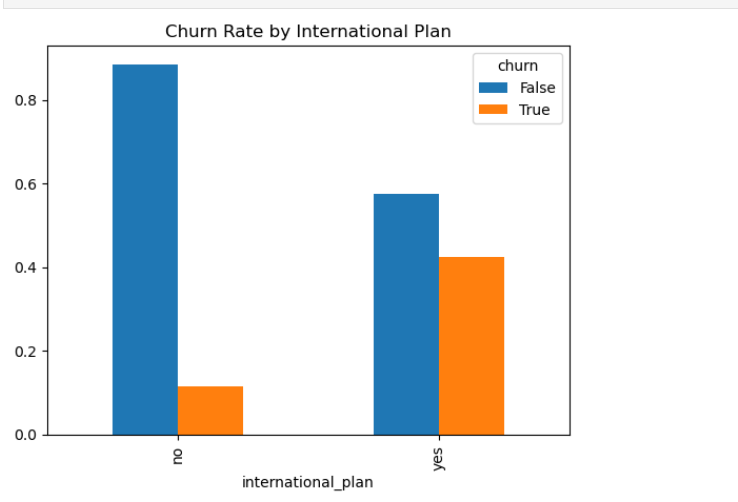 Churn Rate by International Plan
churn
False
True
0.8
0.6
0.4
0.2
0.0
no
yes
international_plan